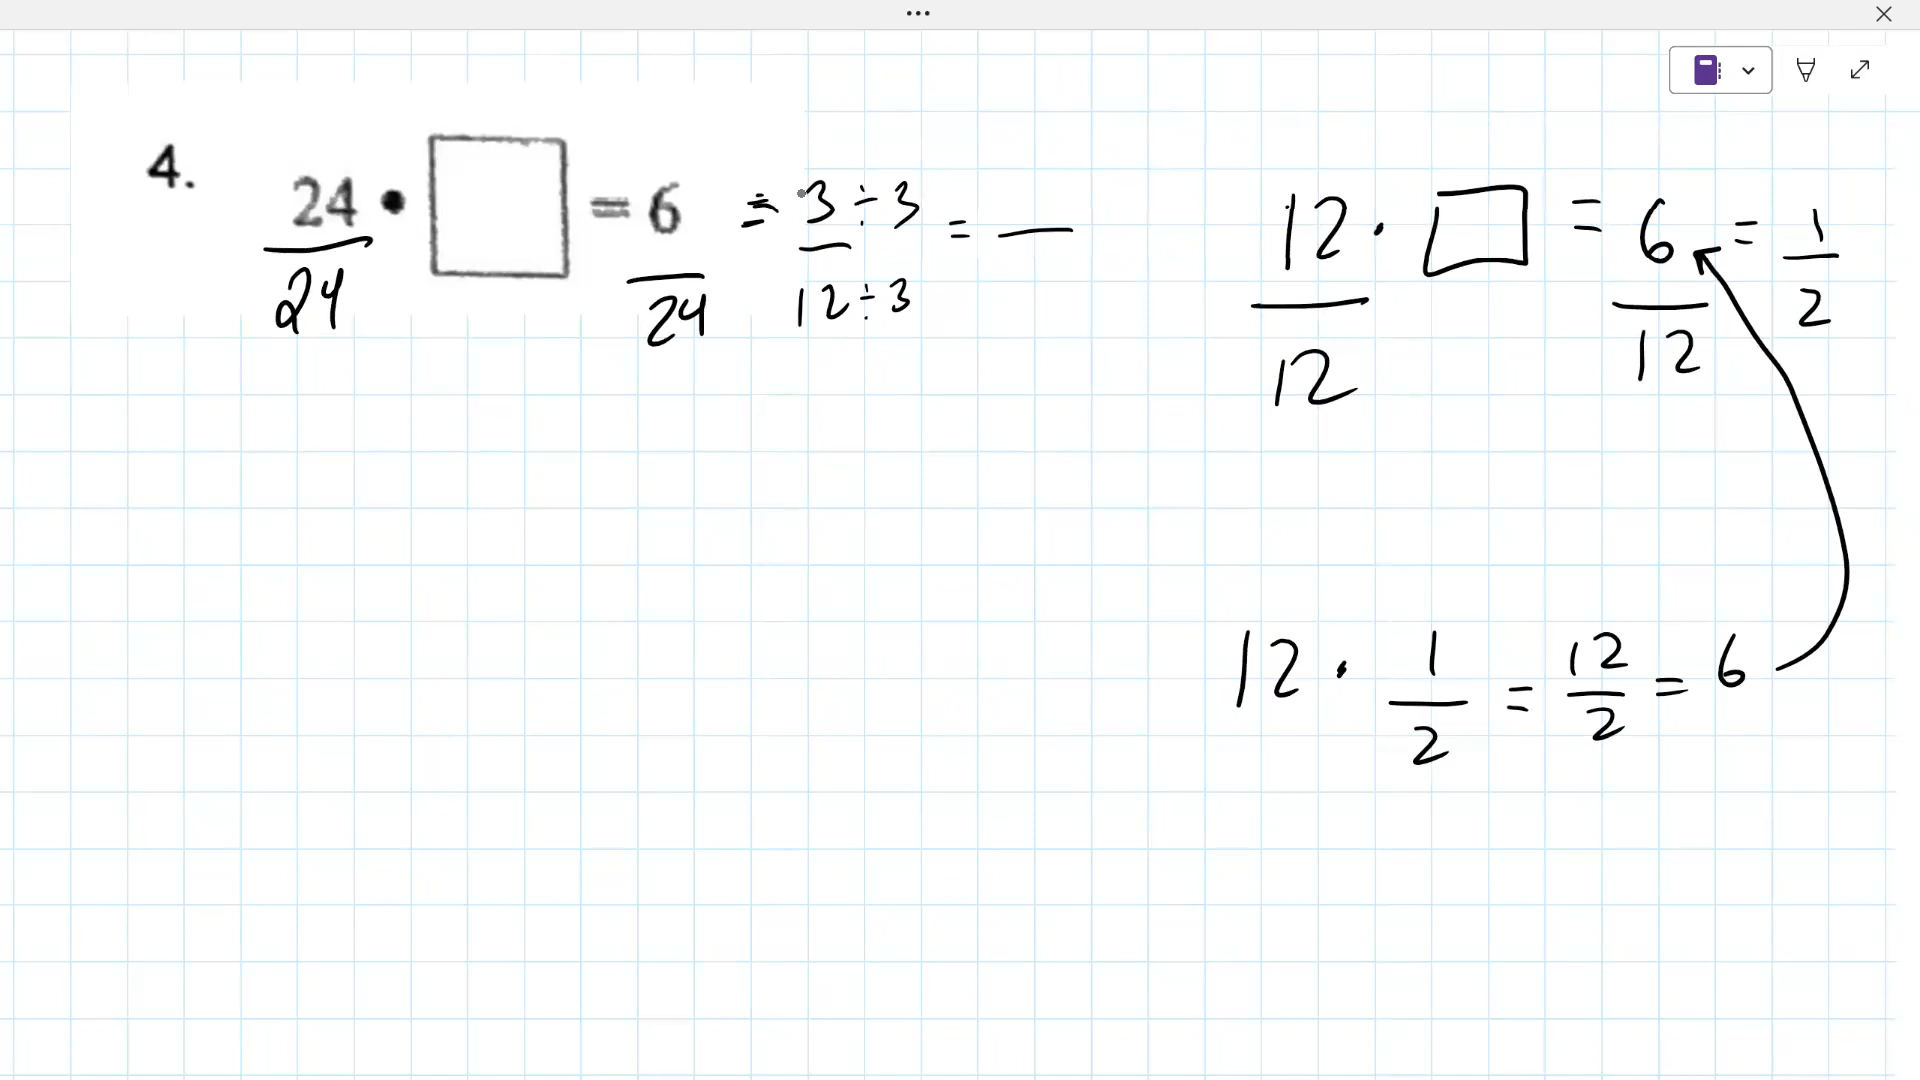 4. 24 • □ = 6 = 3 ÷ 3 = —
24 24 12 ÷ 3
12 · □ = 6 = 1/2
12 12
12 · 1/2 = 12/2 = 6